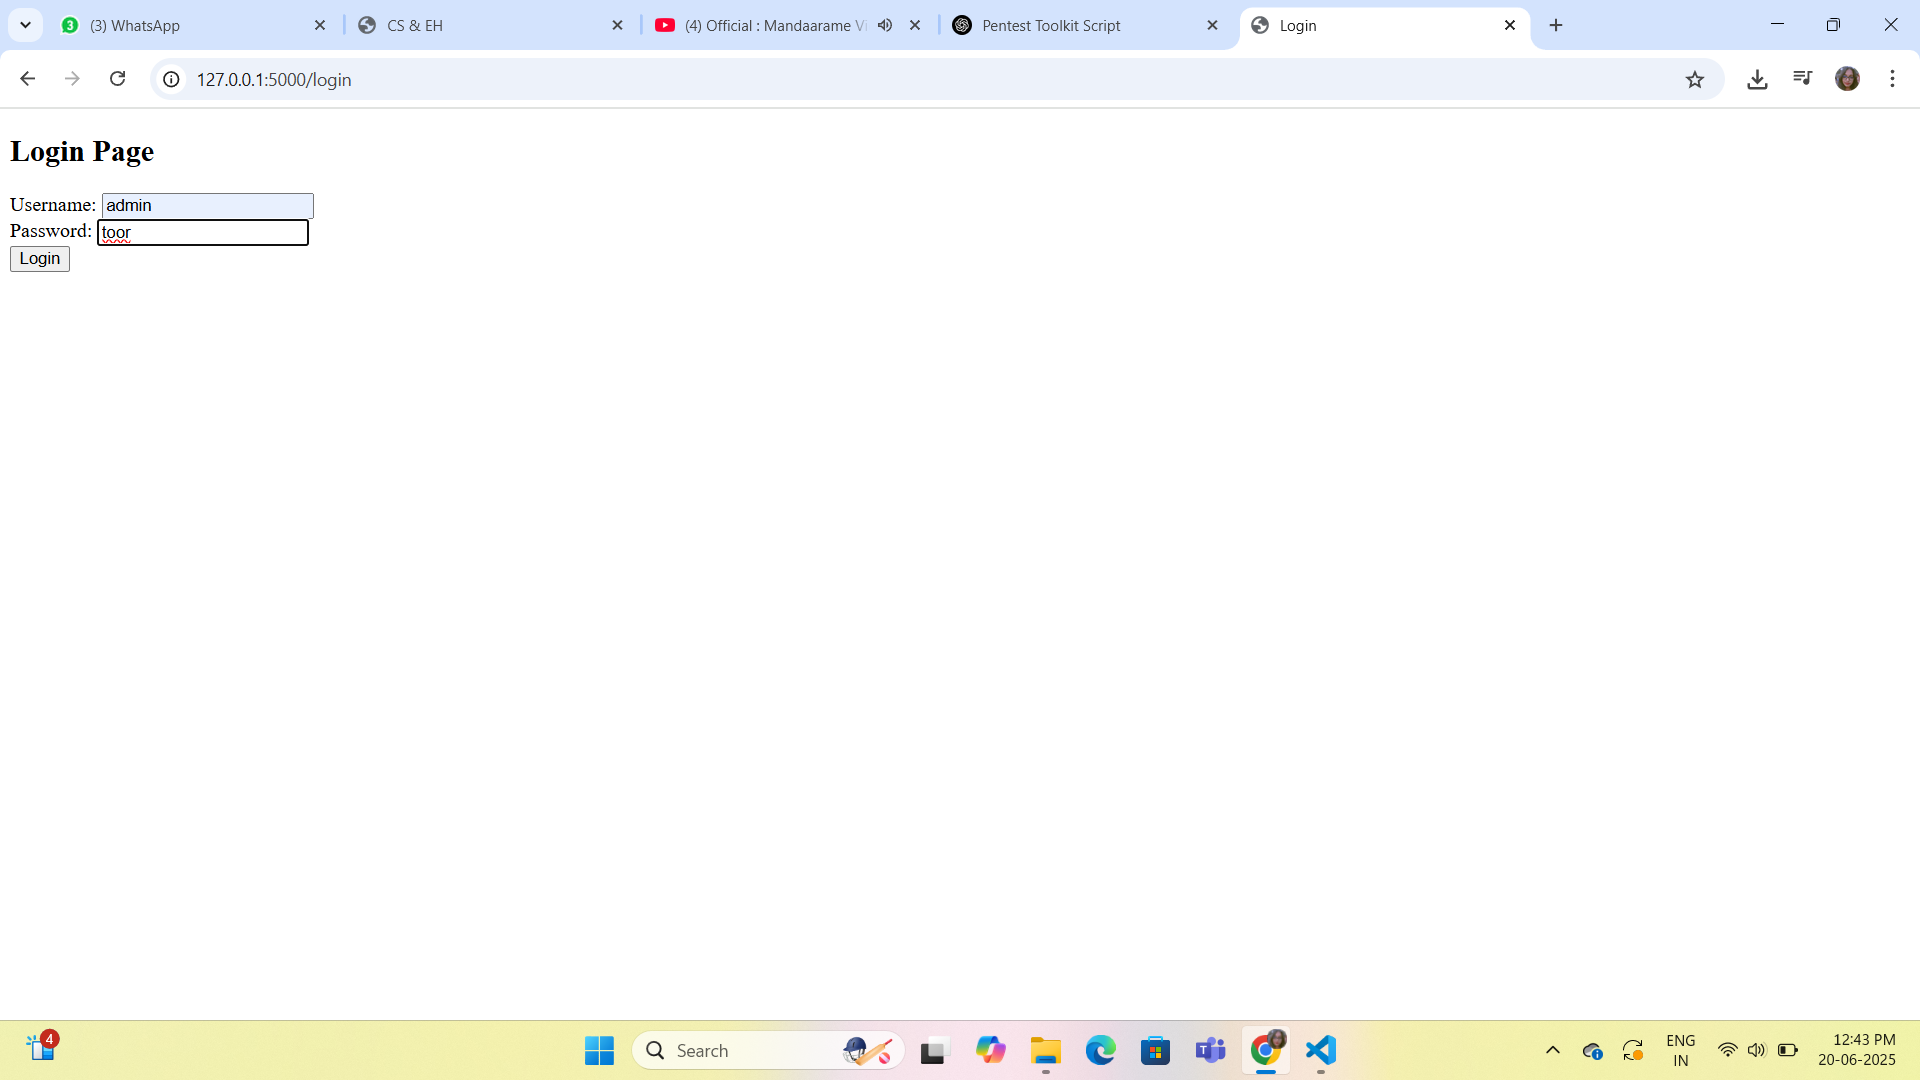 3 (3) WhatsApp
CS & EH
(4) Official : Mandaarame Vi
Pentest Toolkit Script
Login
127.0.0.1:5000/login
Login Page
Username: admin
Password: toor
Login
4
Search
T
ENG
IN
12:43 PM
20-06-2025